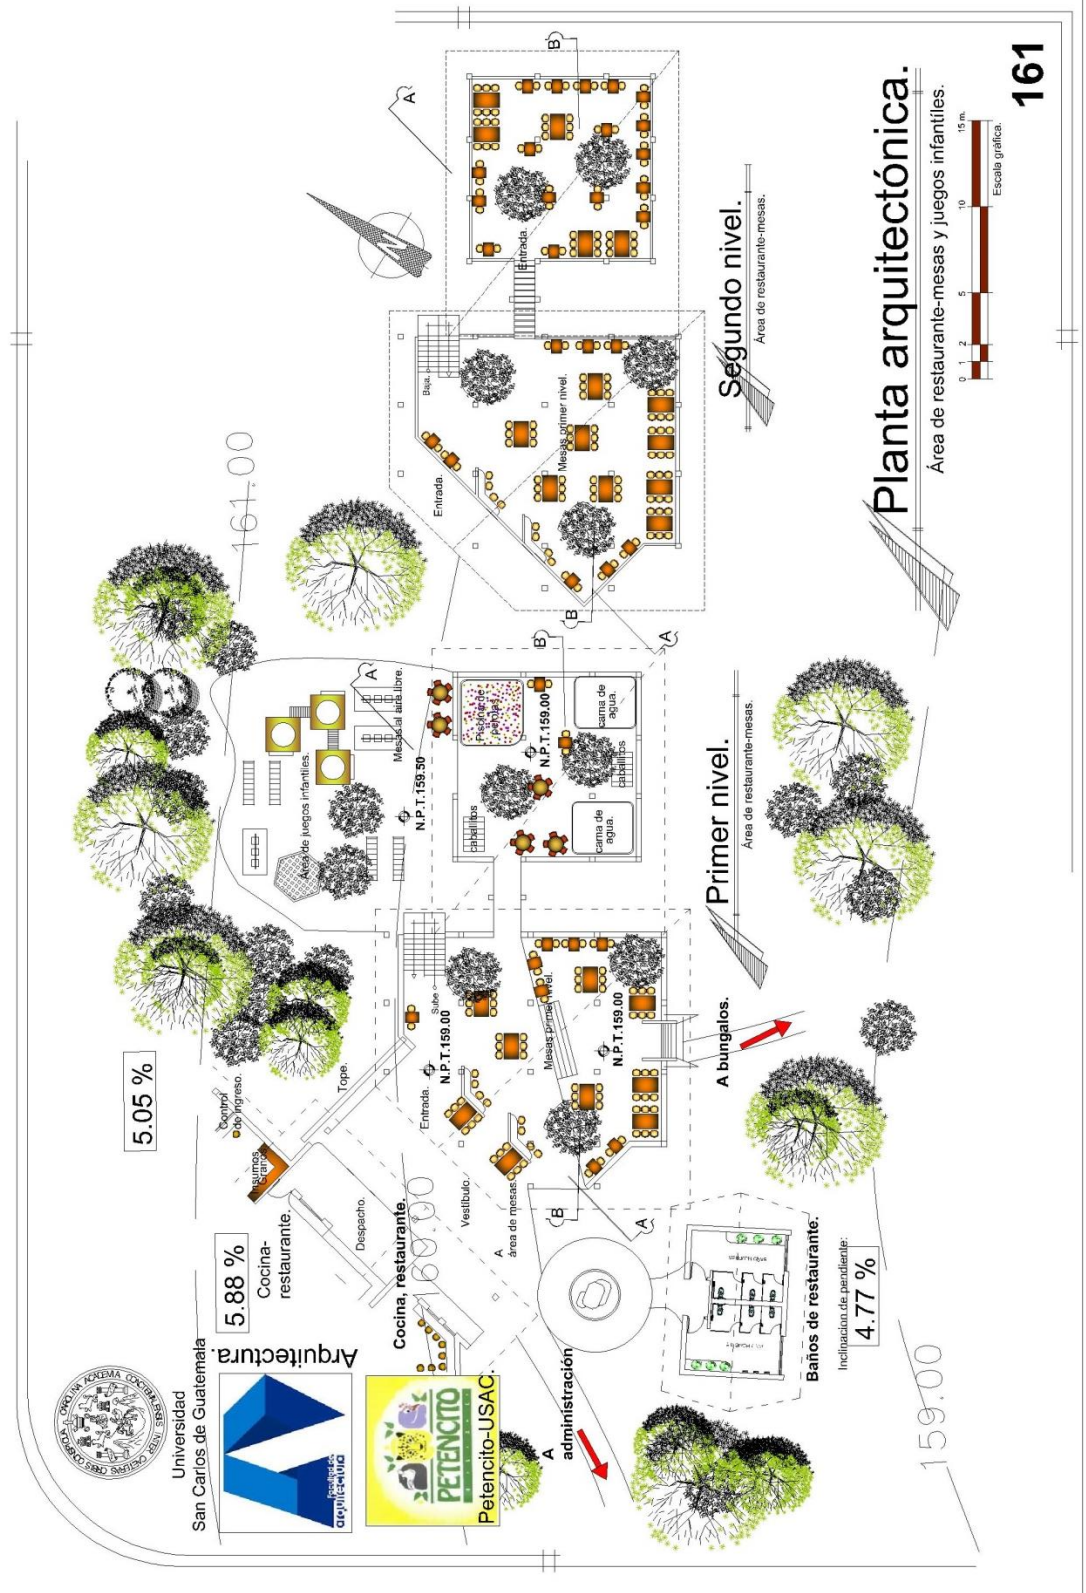 161
Planta arquitectónica.
Área de restaurante-mesas y juegos infantíles.
0 1 2 5 10 15 m.
Escala gráfica.
Universidad
San Carlos de Guatemala
Arquitectura.
facultad de
arquitectura
PETENCITO
Petencito-USAC.
5.88 %
Cocina-
restaurante.
5.05 %
Control
de ingreso.
Insumos
Grande
Tope.
Despacho.
Cocina, restaurante.
160.00
161.00
Vestíbulo.
Entrada.
A
área de mesas.
N.P.T.159.00
Sube
Mesas primer nivel.
N.P.T.159.00
A bungalos.
A
administración
B
A
Baños de restaurante.
Inclinacion de pendiente:
4.77 %
159.00
Área de juegos infantiles.
Mesas al aire libre.
N.P.T.159.50
A
caballitos
N.P.T.159.00
cama de
agua.
cama de
agua.
caballitos
B
A
Primer nivel.
Área de restaurante-mesas.
Entrada.
Baja.
Mesas primer nivel.
B
Entrada.
A
B
Segundo nivel.
Área de restaurante-mesas.
N